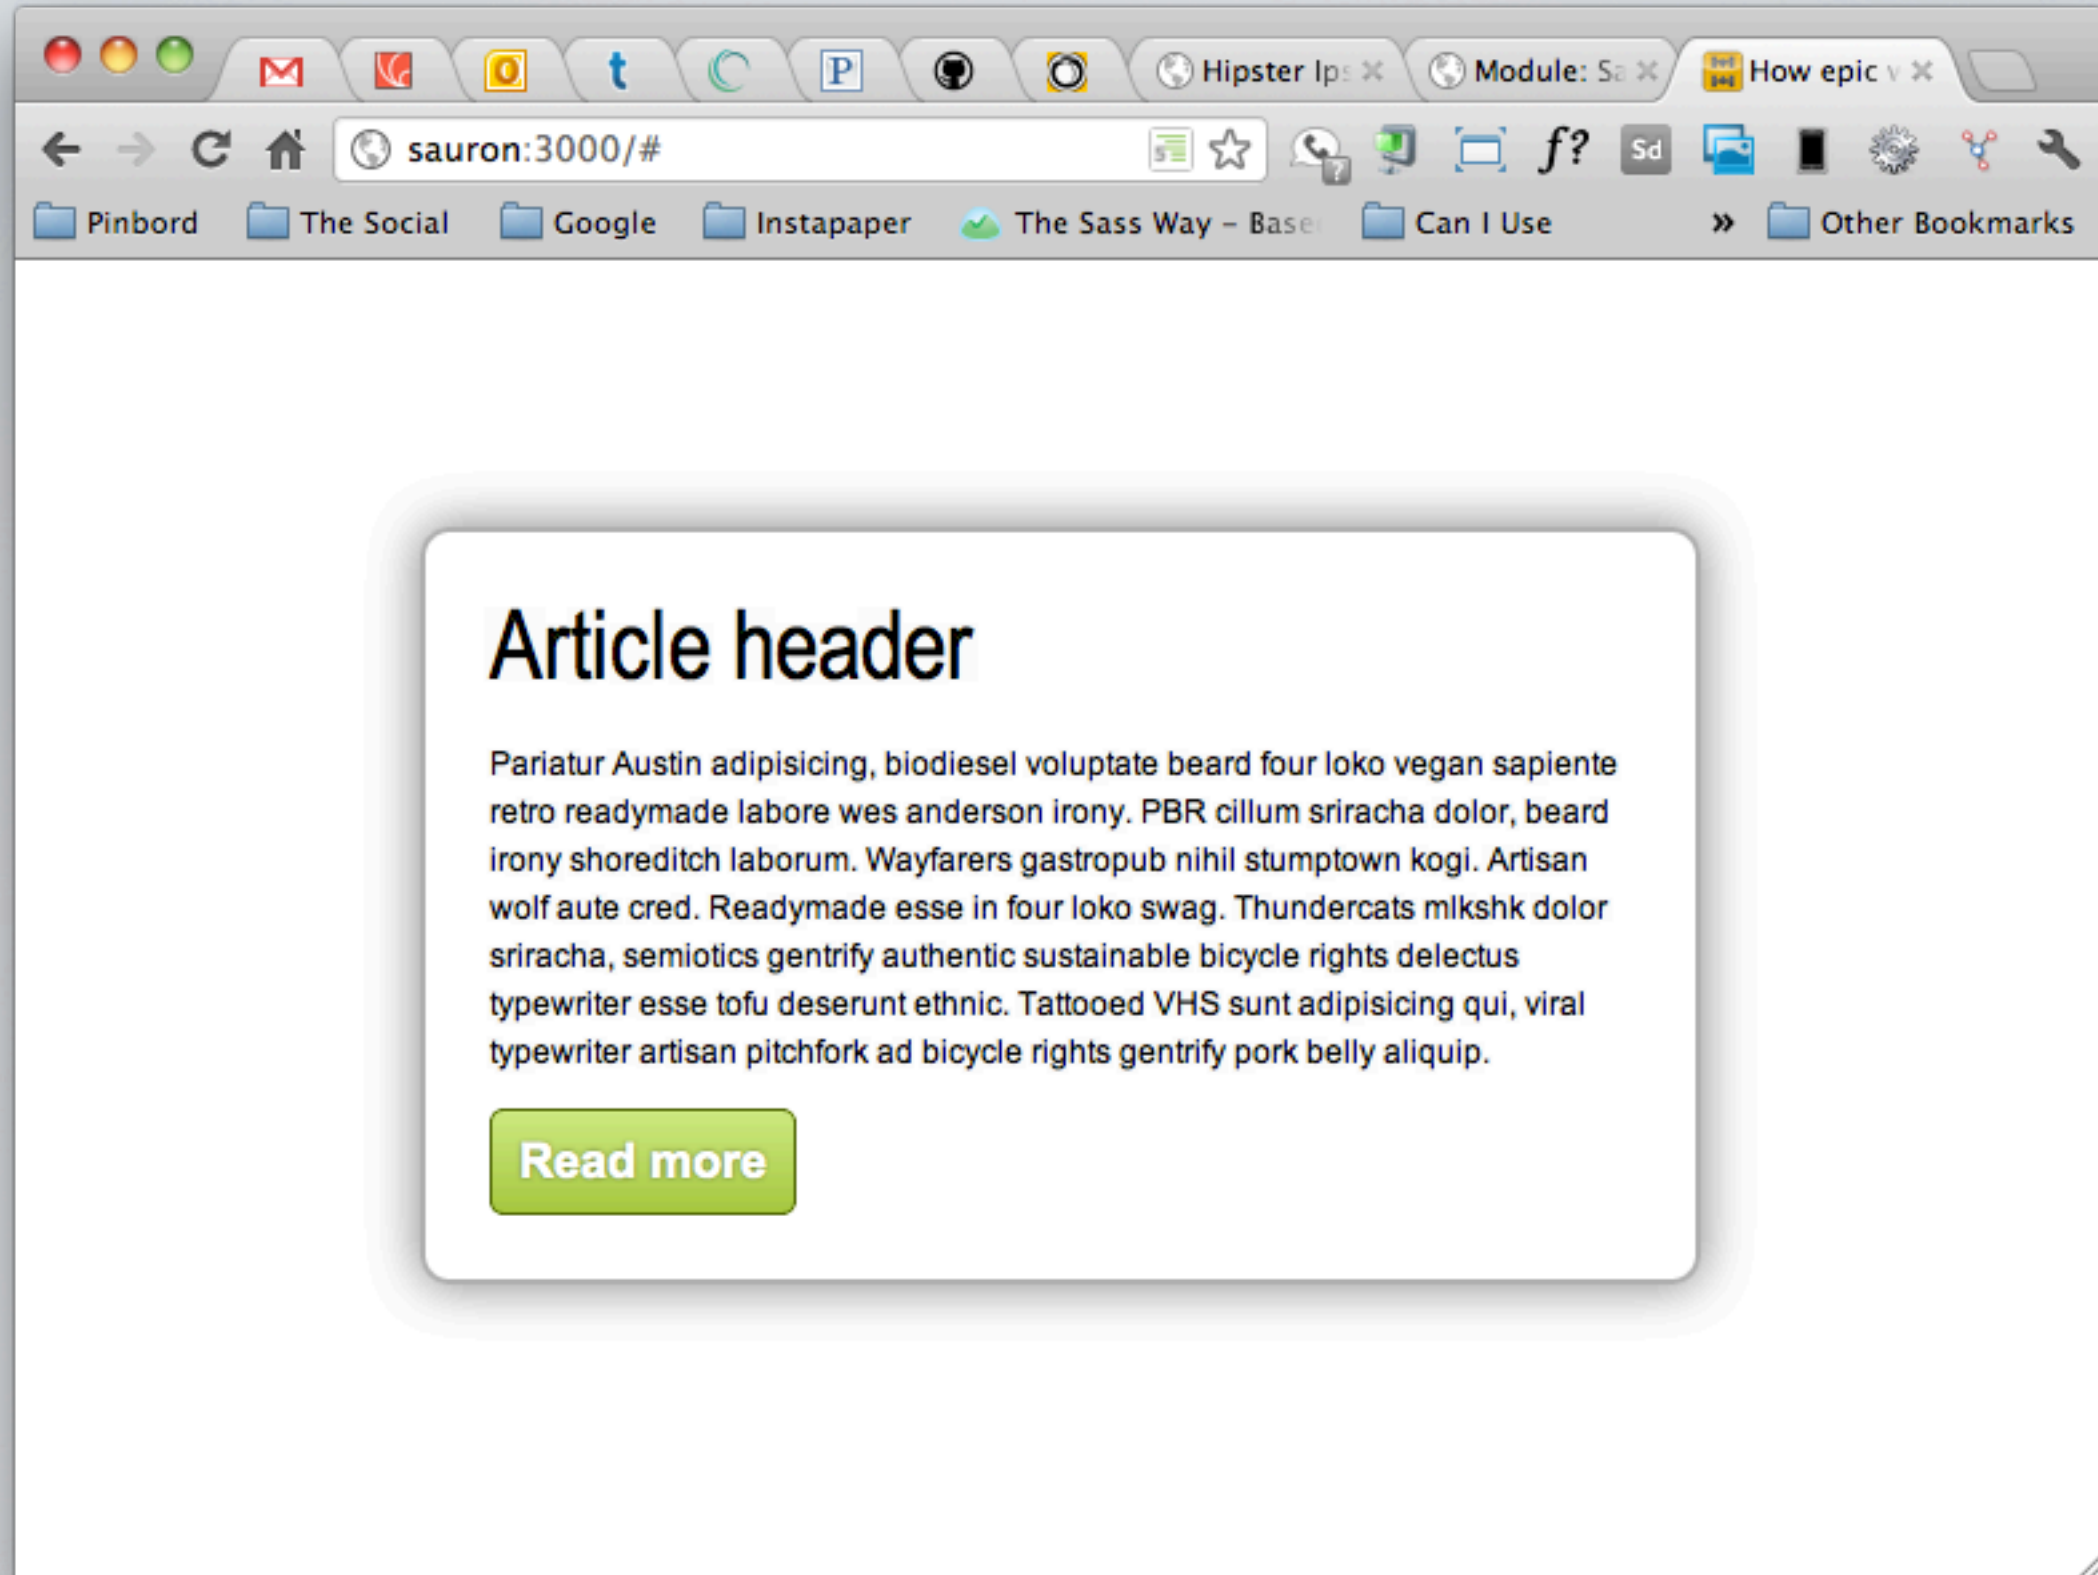 Hipster Ips
Module: Sa
How epic v
sauron:3000/#
f?
Sd
Pinbord
The Social
Google
Instapaper
The Sass Way – Base
Can I Use
»
Other Bookmarks
Article header
Pariatur Austin adipisicing, biodiesel voluptate beard four loko vegan sapiente
retro readymade labore wes anderson irony. PBR cillum sriracha dolor, beard
irony shoreditch laborum. Wayfarers gastropub nihil stumptown kogi. Artisan
wolf aute cred. Readymade esse in four loko swag. Thundercats mlkshk dolor
sriracha, semiotics gentrify authentic sustainable bicycle rights delectus
typewriter esse tofu deserunt ethnic. Tattooed VHS sunt adipisicing qui, viral
typewriter artisan pitchfork ad bicycle rights gentrify pork belly aliquip.
Read more